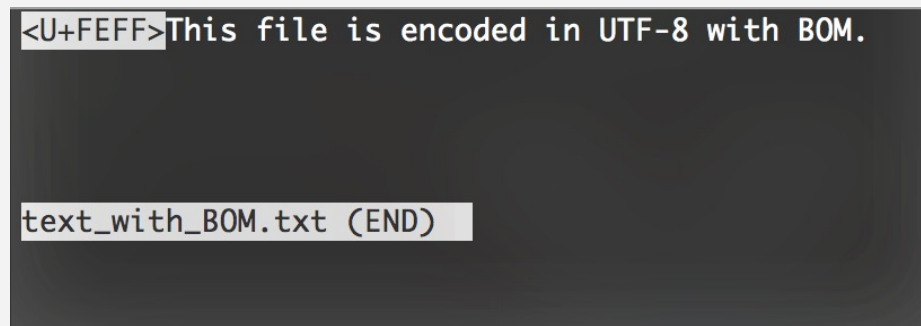 <U+FEFF>This file is encoded in UTF-8 with BOM.
text_with_BOM.txt (END)